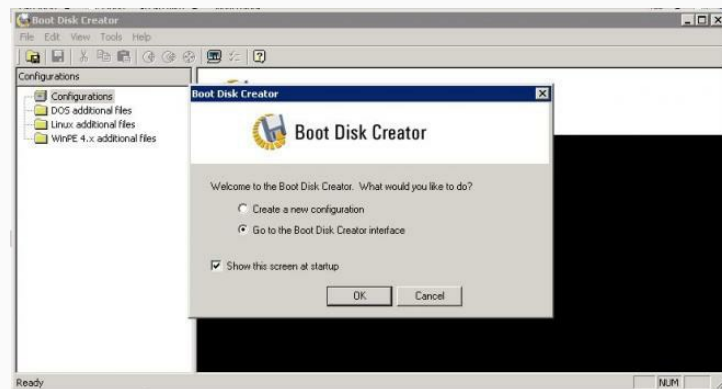 Boot Disk Creator
File Edit View Tools Help
Configurations
Configurations
DOS additional files
Linux additional files
WinPE 4.x additional files
Boot Disk Creator
Boot Disk Creator
Welcome to the Boot Disk Creator. What would you like to do?
Create a new configuration
Go to the Boot Disk Creator interface
Show this screen at startup
OK Cancel
Ready NUM